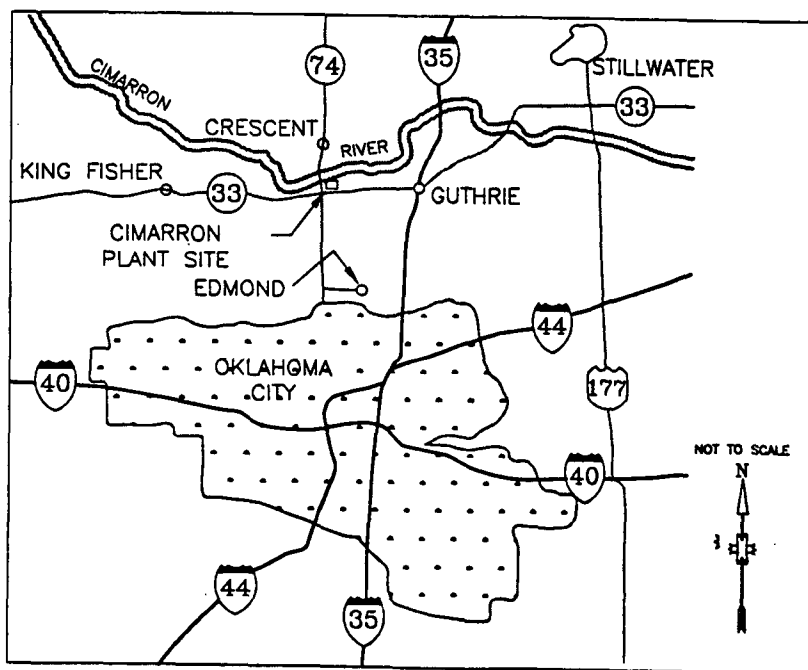 35
74
STILLWATER
CIMARRON
33
CRESCENT
RIVER
KING FISHER
33
GUTHRIE
CIMARRON
PLANT SITE
EDMOND
44
OKLAHOMA
CITY
40
177
NOT TO SCALE
N
40
44
35